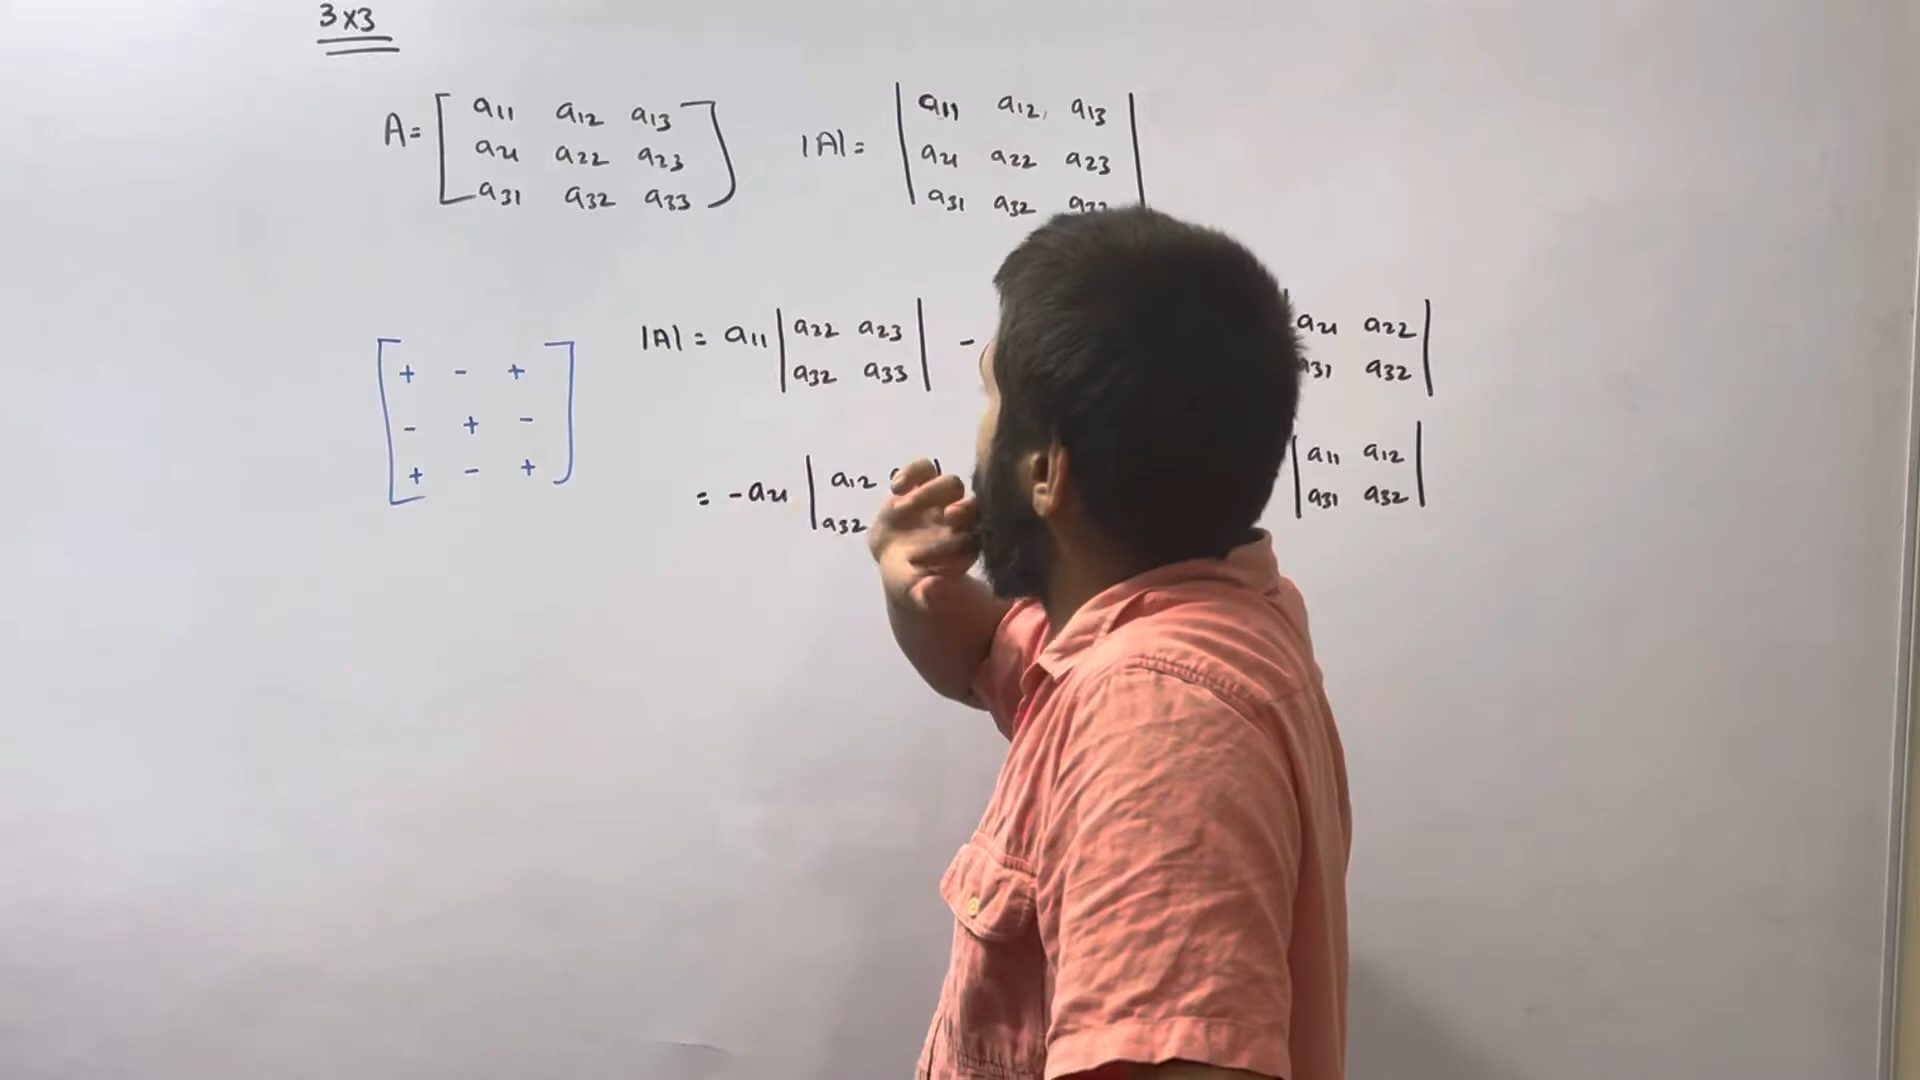 3x3
A= [ a11 a12 a13
a21 a22 a23
a31 a32 a33 ]
|A| = | a11 a12, a13
a21 a22 a23
a31 a32 |
[ + - +
- + -
+ - + ]
|A| = a11 | a22 a23 | - | a21 a22 |
a32 a33 a31 a32
= -a21 | a12 | a11 a12 |
a32 a31 a32